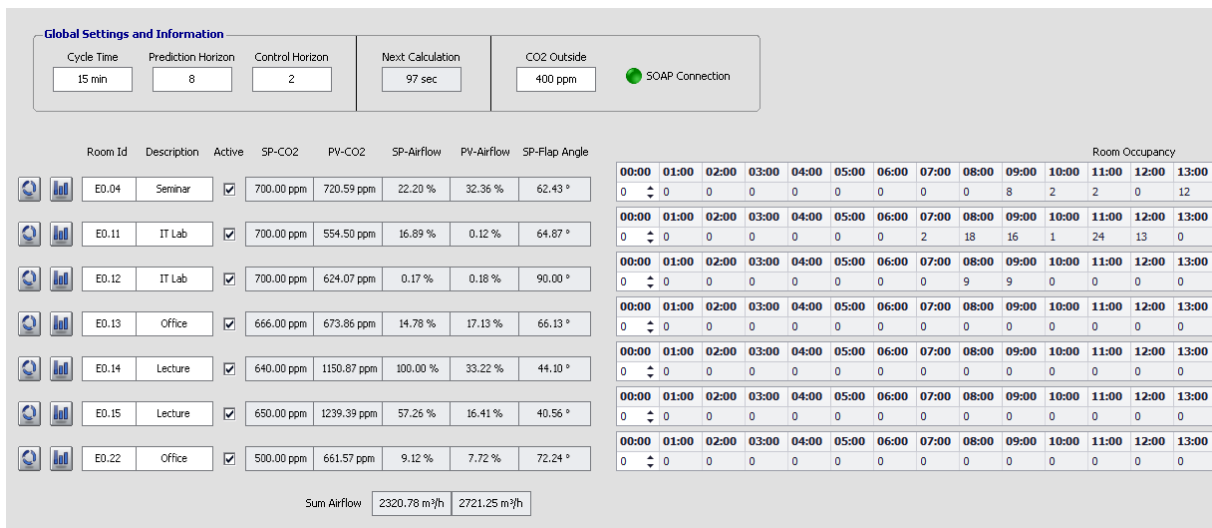 Global Settings and Information
Cycle Time Prediction Horizon Control Horizon Next Calculation CO2 Outside
15 min 8 2 97 sec 400 ppm SOAP Connection
Room Id Description Active SP-CO2 PV-CO2 SP-Airflow PV-Airflow SP-Flap Angle Room Occupancy
00:00 01:00 02:00 03:00 04:00 05:00 06:00 07:00 08:00 09:00 10:00 11:00 12:00 13:00
E0.04 Seminar 700.00 ppm 720.59 ppm 22.20 % 32.36 % 62.43 ° 0 0 0 0 0 0 0 0 0 8 2 2 0 12
00:00 01:00 02:00 03:00 04:00 05:00 06:00 07:00 08:00 09:00 10:00 11:00 12:00 13:00
E0.11 IT Lab 700.00 ppm 554.50 ppm 16.89 % 0.12 % 64.87 ° 0 0 0 0 0 0 0 2 18 16 1 24 13 0
00:00 01:00 02:00 03:00 04:00 05:00 06:00 07:00 08:00 09:00 10:00 11:00 12:00 13:00
E0.12 IT Lab 700.00 ppm 624.07 ppm 0.17 % 0.18 % 90.00 ° 0 0 0 0 0 0 0 0 9 9 0 0 0 0
00:00 01:00 02:00 03:00 04:00 05:00 06:00 07:00 08:00 09:00 10:00 11:00 12:00 13:00
E0.13 Office 666.00 ppm 673.86 ppm 14.78 % 17.13 % 66.13 ° 0 0 0 0 0 0 0 0 0 0 0 0 0 0
00:00 01:00 02:00 03:00 04:00 05:00 06:00 07:00 08:00 09:00 10:00 11:00 12:00 13:00
E0.14 Lecture 640.00 ppm 1150.87 ppm 100.00 % 33.22 % 44.10 ° 0 0 0 0 0 0 0 0 0 0 0 0 0 0
00:00 01:00 02:00 03:00 04:00 05:00 06:00 07:00 08:00 09:00 10:00 11:00 12:00 13:00
E0.15 Lecture 650.00 ppm 1239.39 ppm 57.26 % 16.41 % 40.56 ° 0 0 0 0 0 0 0 0 0 0 0 0 0 0
00:00 01:00 02:00 03:00 04:00 05:00 06:00 07:00 08:00 09:00 10:00 11:00 12:00 13:00
E0.22 Office 500.00 ppm 661.57 ppm 9.12 % 7.72 % 72.24 ° 0 0 0 0 0 0 0 0 0 0 0 0 0 0
Sum Airflow 2320.78 m³/h 2721.25 m³/h